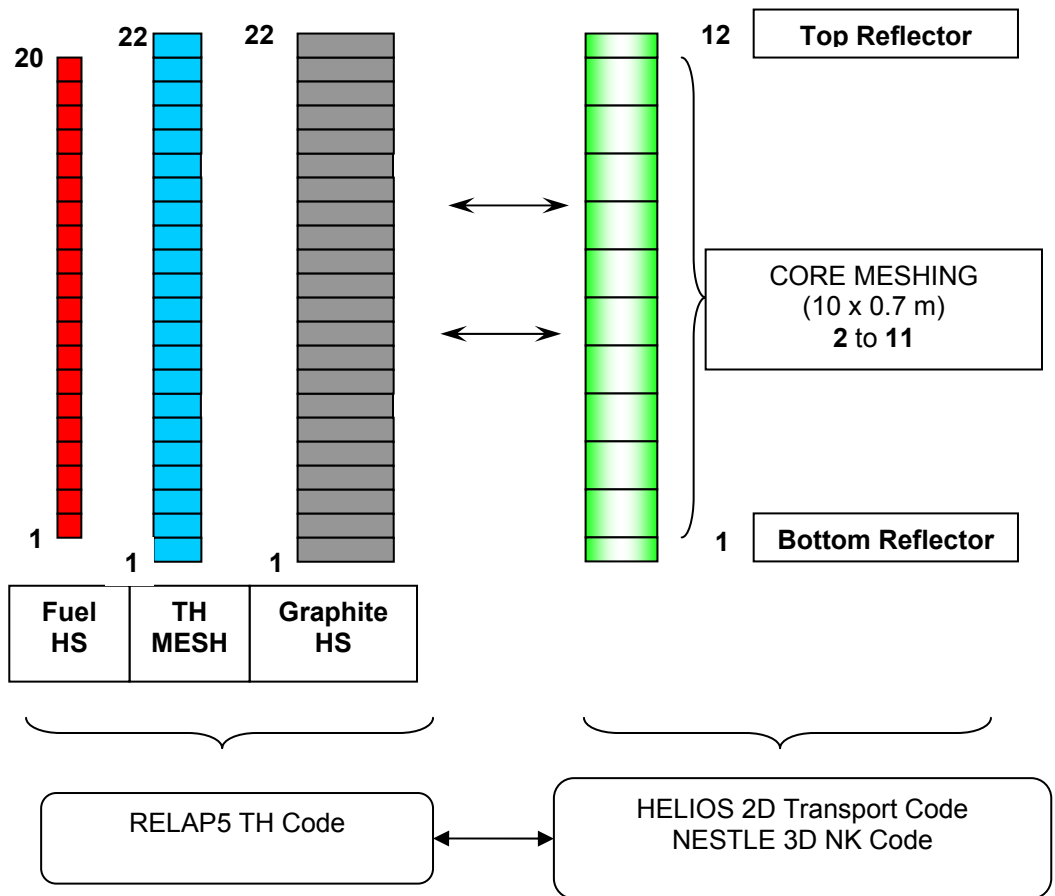 22
22
12
Top Reflector
20
CORE MESHING
(10 x 0.7 m)
2 to 11
1
1
1
1
Bottom Reflector
Fuel
HS
TH
MESH
Graphite
HS
RELAP5 TH Code
HELIOS 2D Transport Code
NESTLE 3D NK Code